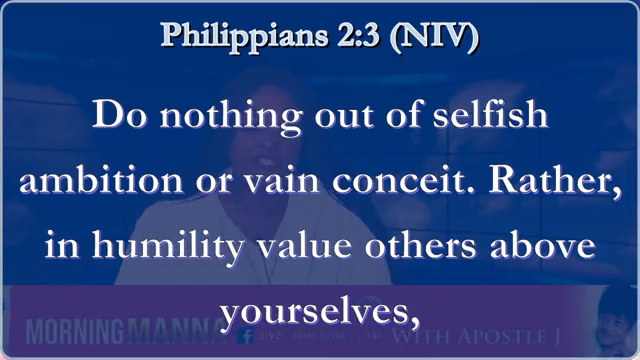 Philippians 2:3 (NIV)
Do nothing out of selfish
ambition or vain conceit. Rather,
in humility value others above
yourselves,
MORNING MANNA
WITH APOSTLE J